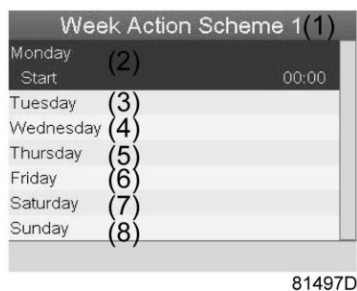 Week Action Scheme 1(1)
Monday (2)
Start 00:00
Tuesday (3)
Wednesday (4)
Thursday (5)
Friday (6)
Saturday (7)
Sunday (8)
81497D